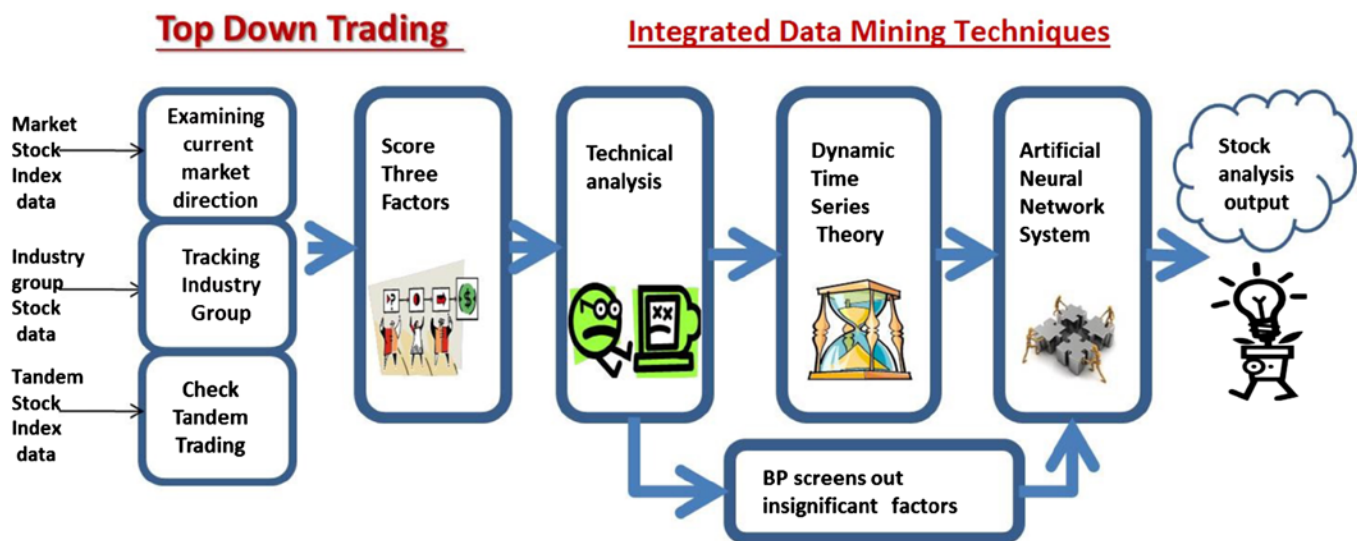 Top Down Trading
Integrated Data Mining Techniques
Market
Stock
Index
data
Examining
current
market
direction
Industry
group
Stock
data
Tracking
Industry
Group
Tandem
Stock
Index
data
Check
Tandem
Trading
Score
Three
Factors
$
Technical
analysis
Dynamic
Time
Series
Theory
Artificial
Neural
Network
System
Stock
analysis
output
BP screens out
insignificant factors